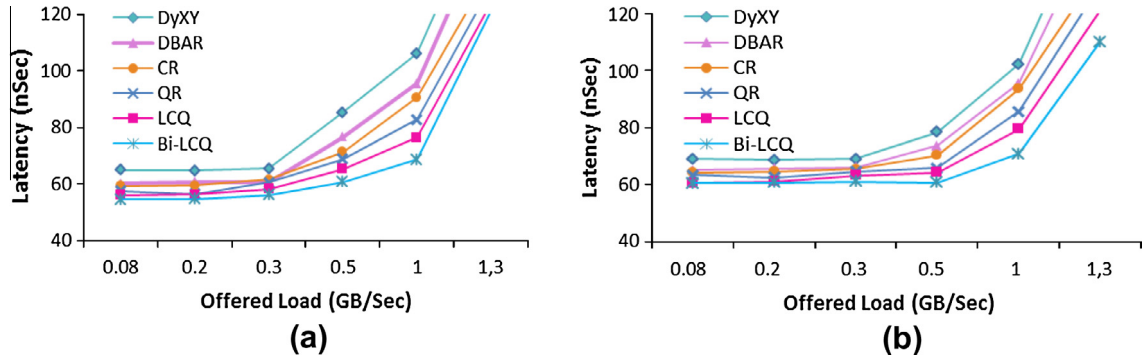 120
100
80
60
40
Latency (nSec)
DyXY
DBAR
CR
QR
LCQ
Bi-LCQ
0.08 0.2 0.3 0.5 1 1,3
Offered Load (GB/Sec)
(a)
120
100
80
60
40
Latency (nSec)
DyXY
DBAR
CR
QR
LCQ
Bi-LCQ
0.08 0.2 0.3 0.5 1 1,3
Offered Load (GB/Sec)
(b)